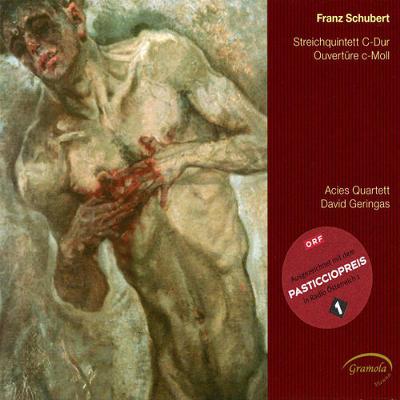 Franz Schubert
Streichquintett C-Dur
Ouvertüre c-Moll
Acies Quartett
David Geringas
ORF
Ausgezeichnet mit dem
PASTICCIOPREIS
in Radio Österreich 1
1
Gramola
Vienna